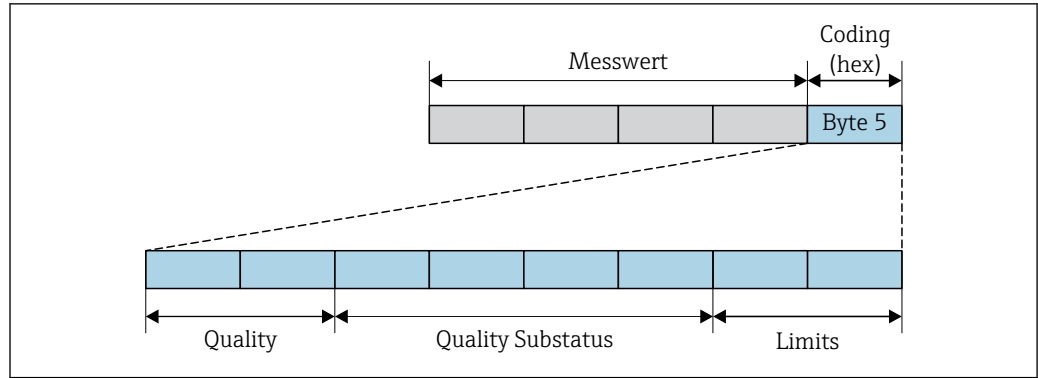 Messwert
Coding
(hex)
Byte 5
Quality
Quality Substatus
Limits